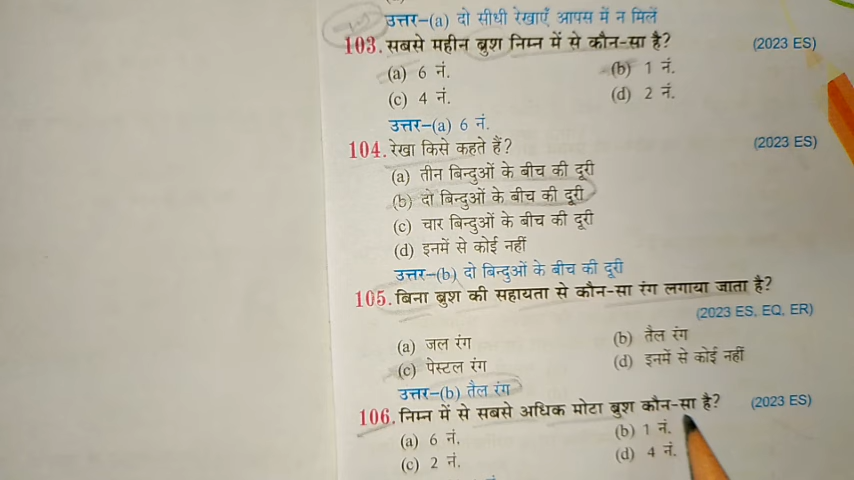 उत्तर–(a) दो सीधी रेखाएँ आपस में न मिलें
103. सबसे महीन ब्रुश निम्न में से कौन-सा है? (2023 ES)
(a) 6 नं. (b) 1 नं.
(c) 4 नं. (d) 2 नं.
उत्तर–(a) 6 नं.
104. रेखा किसे कहते हैं? (2023 ES)
(a) तीन बिन्दुओं के बीच की दूरी
(b) दो बिन्दुओं के बीच की दूरी
(c) चार बिन्दुओं के बीच की दूरी
(d) इनमें से कोई नहीं
उत्तर–(b) दो बिन्दुओं के बीच की दूरी
105. बिना ब्रुश की सहायता से कौन-सा रंग लगाया जाता है?
(2023 ES, EQ, ER)
(a) जल रंग (b) तैल रंग
(c) पेस्टल रंग (d) इनमें से कोई नहीं
उत्तर–(b) तैल रंग
106. निम्न में से सबसे अधिक मोटा ब्रुश कौन-सा है? (2023 ES)
(a) 6 नं. (b) 1 नं.
(c) 2 नं. (d) 4 नं.